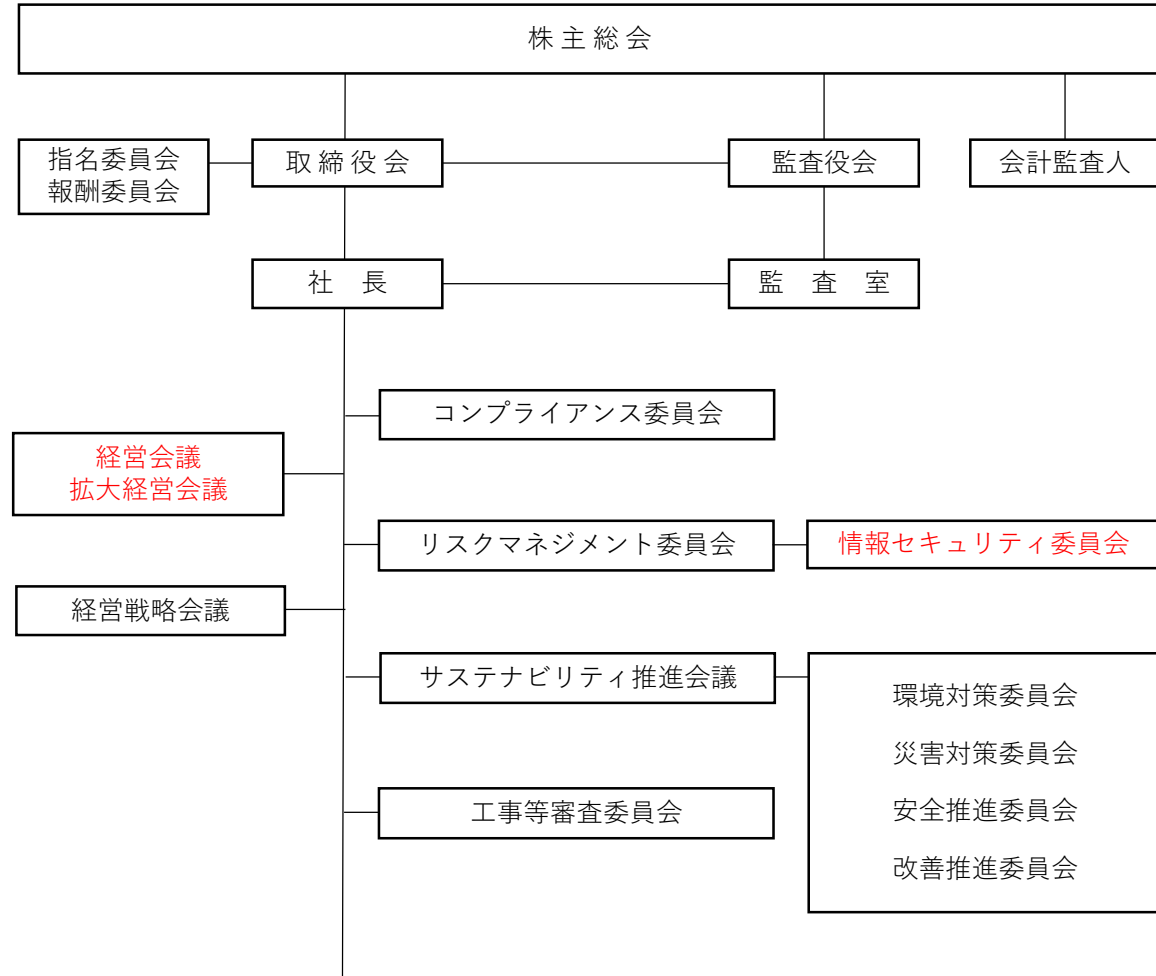 株主総会
指名委員会
報酬委員会
取締役会
監査役会
会計監査人
社長
監査室
コンプライアンス委員会
経営会議
拡大経営会議
リスクマネジメント委員会
情報セキュリティ委員会
経営戦略会議
サステナビリティ推進会議
環境対策委員会
災害対策委員会
安全推進委員会
改善推進委員会
工事等審査委員会